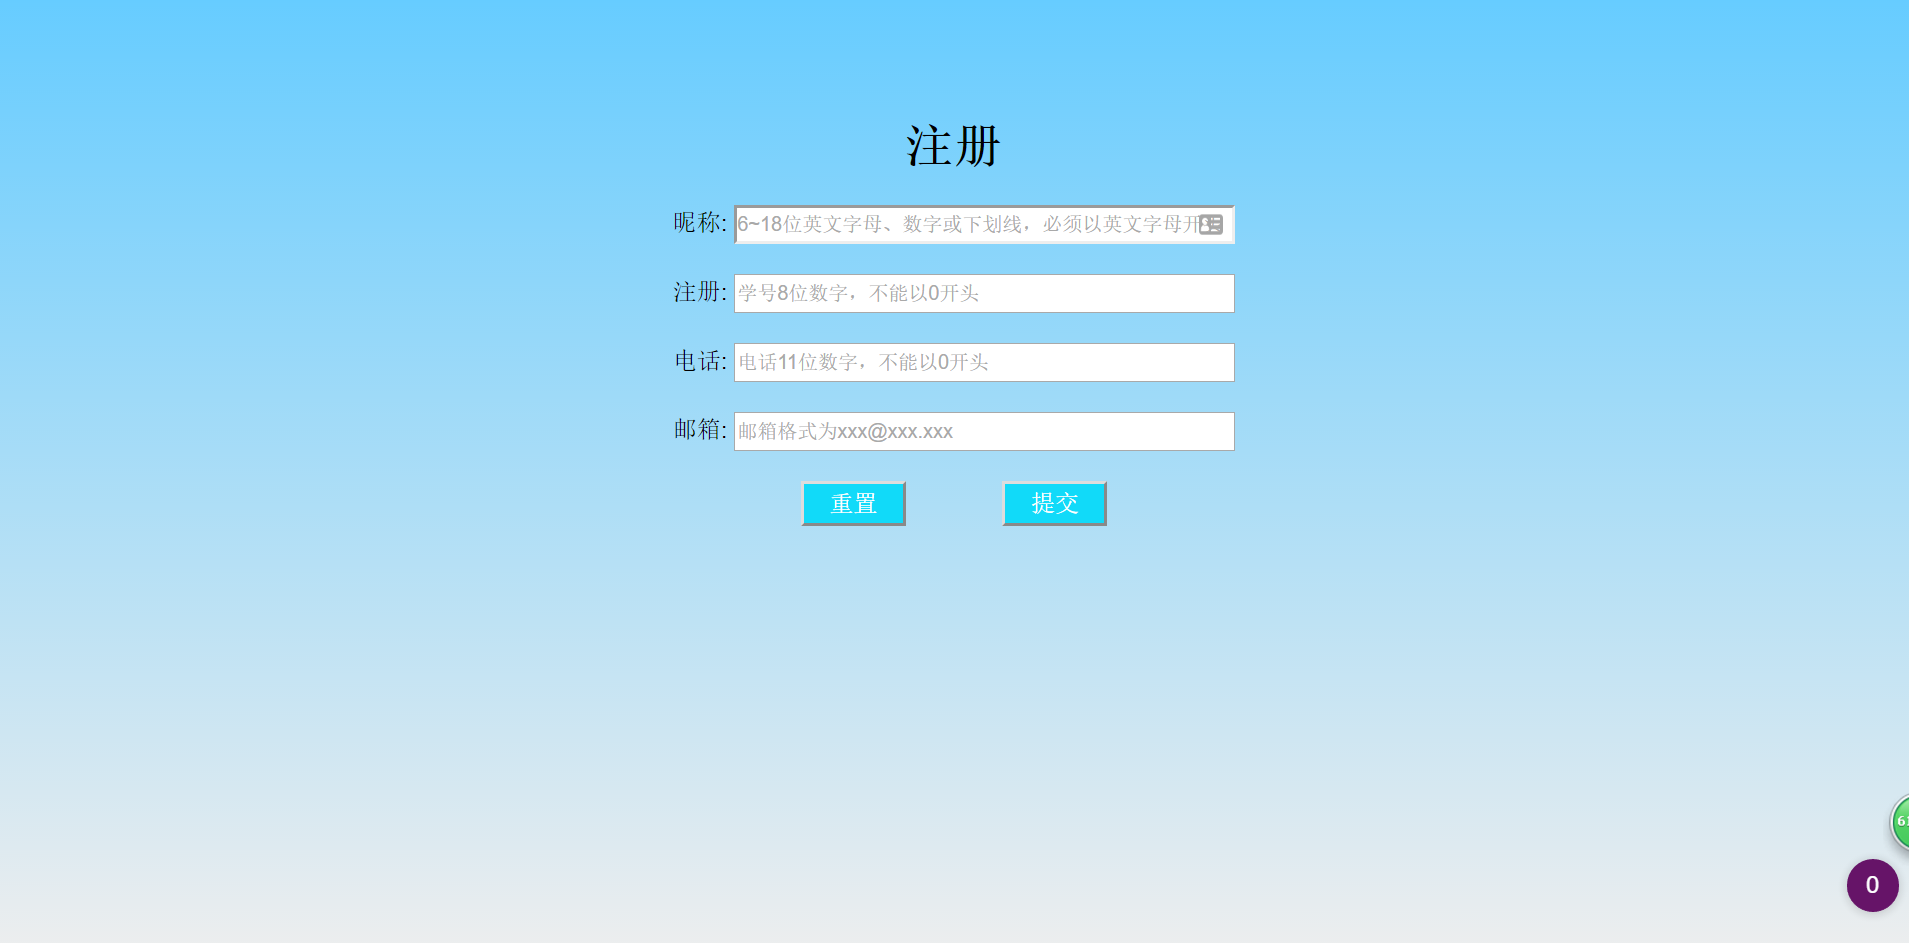 注册
昵称:
6~18位英文字母、数字或下划线，必须以英文字母开
注册:
学号8位数字，不能以0开头
电话:
电话11位数字，不能以0开头
邮箱:
邮箱格式为xxx@xxx.xxx
重置
提交
0